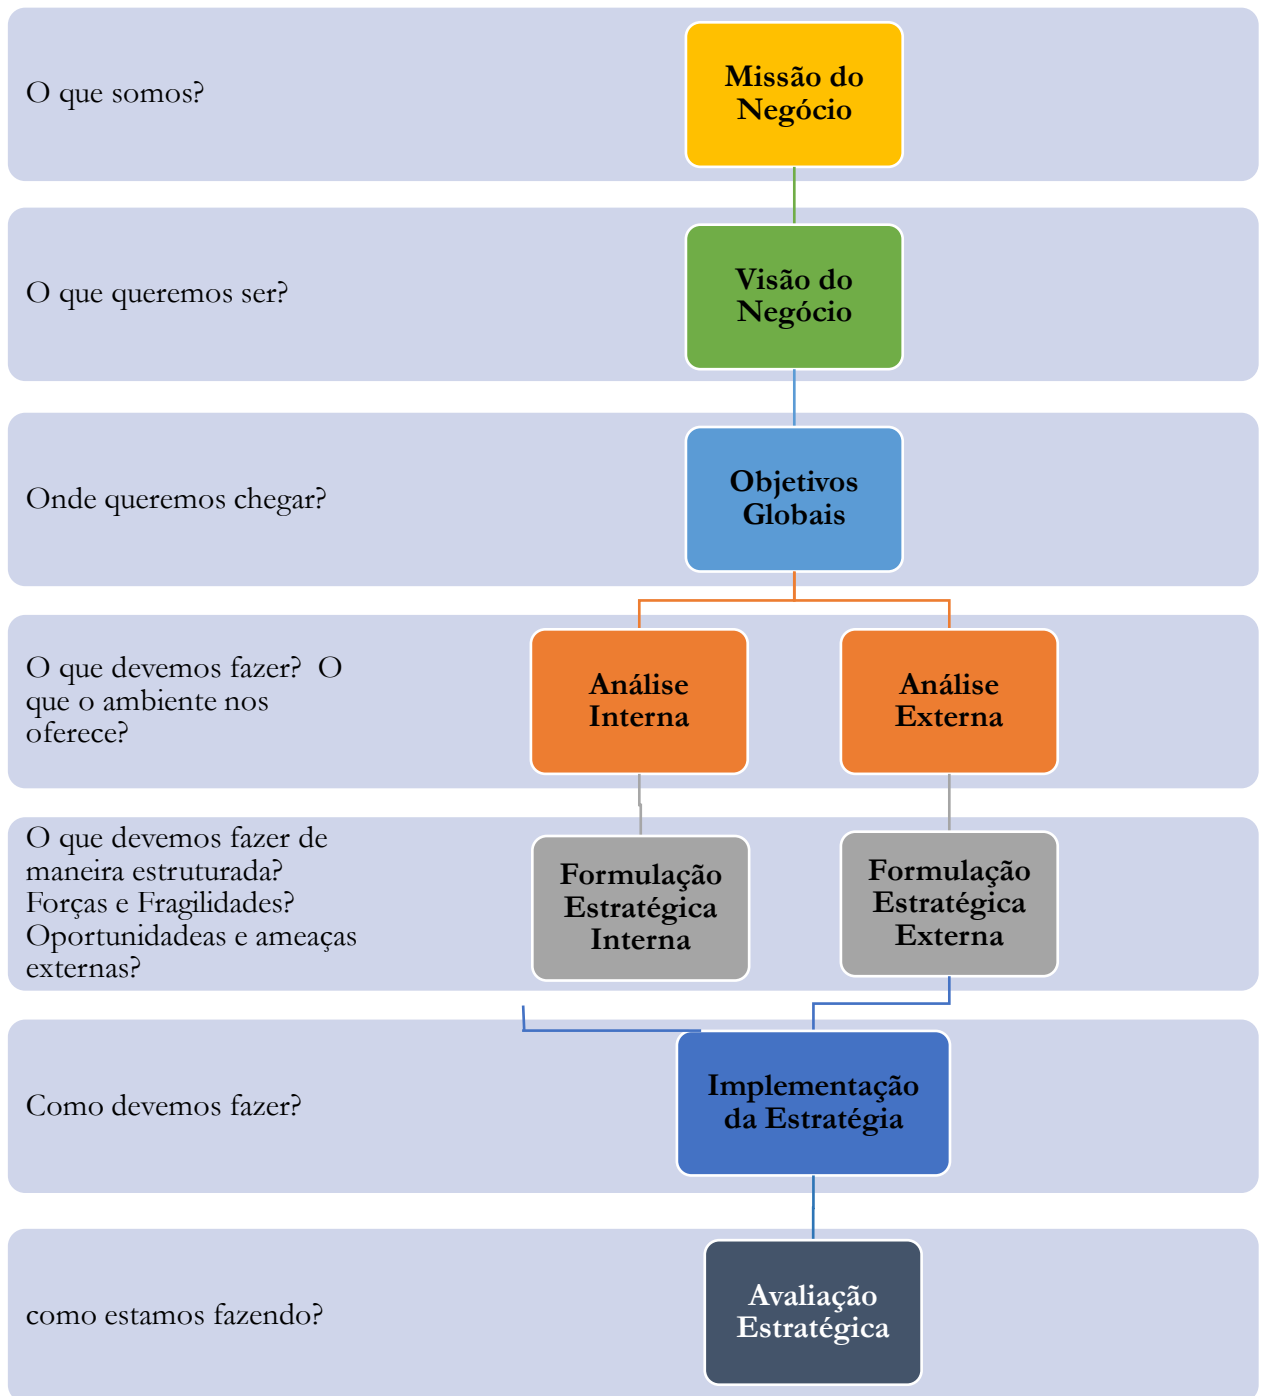 O que somos?
Missão do
Negócio
O que queremos ser?
Visão do
Negócio
Onde queremos chegar?
Objetivos
Globais
O que devemos fazer?  O
que o ambiente nos
oferece?
Análise
Interna
Análise
Externa
O que devemos fazer de
maneira estruturada?
Forças e Fragilidades?
Oportunidadeas e ameaças
externas?
Formulação
Estratégica
Interna
Formulação
Estratégica
Externa
Como devemos fazer?
Implementação
da Estratégia
como estamos fazendo?
Avaliação
Estratégica